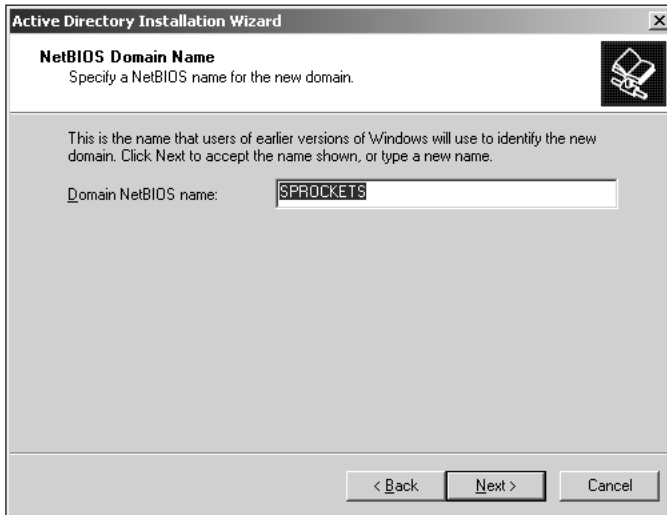 Active Directory Installation Wizard
NetBIOS Domain Name
Specify a NetBIOS name for the new domain.
This is the name that users of earlier versions of Windows will use to identify the new
domain. Click Next to accept the name shown, or type a new name.
Domain NetBIOS name: SPROCKETS
< Back Next > Cancel